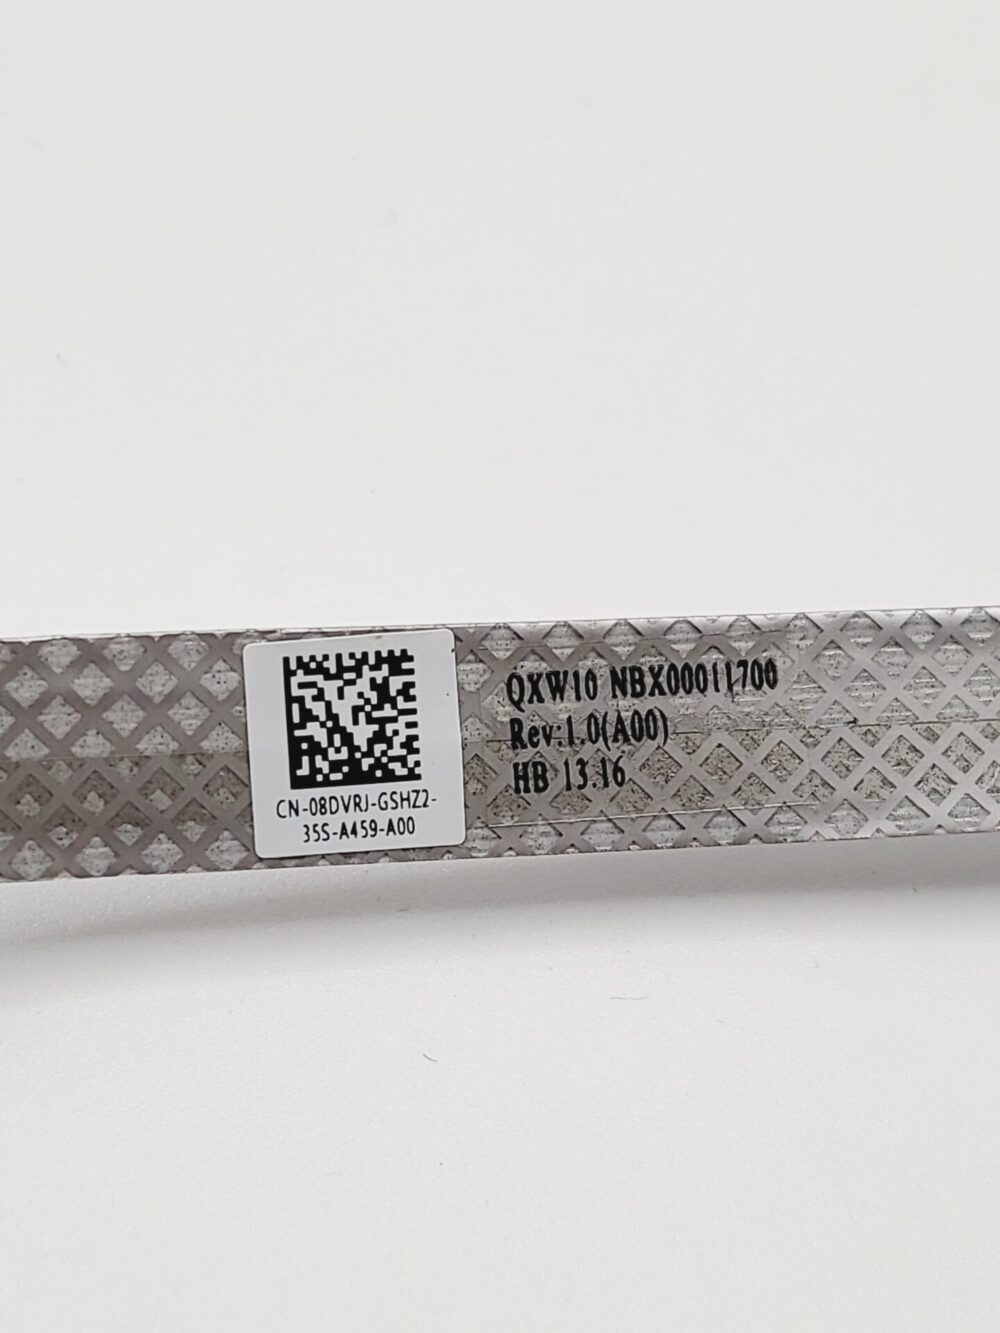 CN-08DVRJ-GSHZ2-
35S-A459-A00
QXW10 NBX00011700
Rev:1.0(A00)
HB 13.16